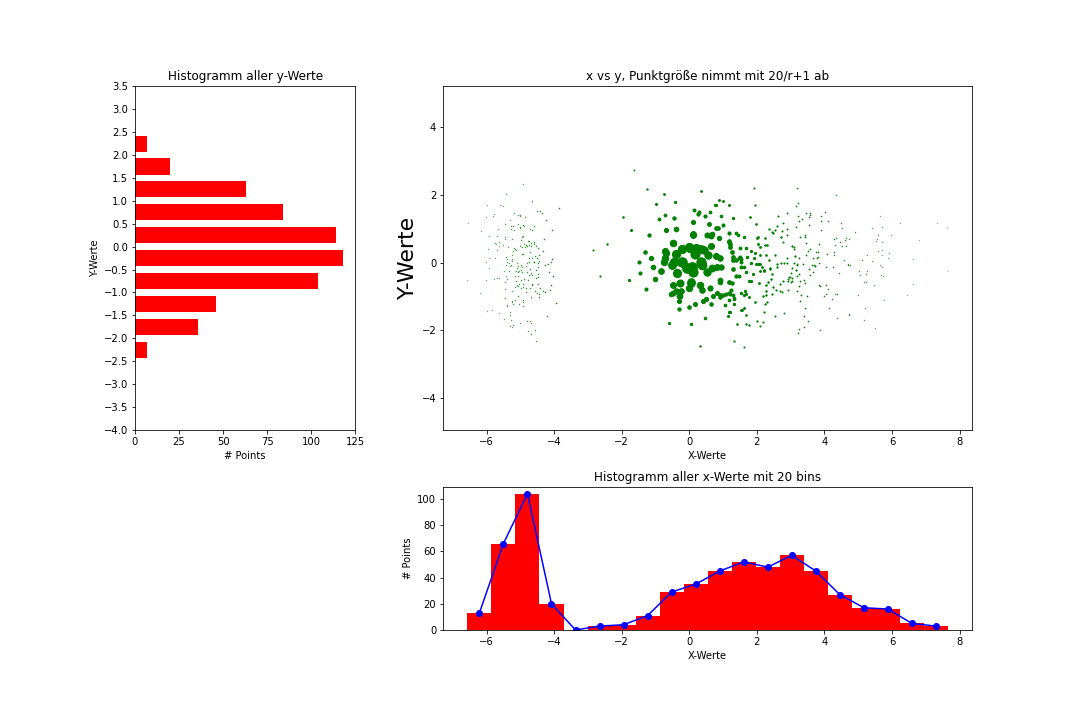 Histogramm aller y-Werte
3.5
3.0
2.5
2.0
1.5
1.0
0.5
0.0
−0.5
−1.0
−1.5
−2.0
−2.5
−3.0
−3.5
−4.0
Y-Werte
0 25 50 75 100 125
# Points
x vs y, Punktgröße nimmt mit 20/r+1 ab
4
2
0
−2
−4
Y-Werte
−6 −4 −2 0 2 4 6 8
X-Werte
Histogramm aller x-Werte mit 20 bins
100
80
60
40
20
0
# Points
−6 −4 −2 0 2 4 6 8
X-Werte